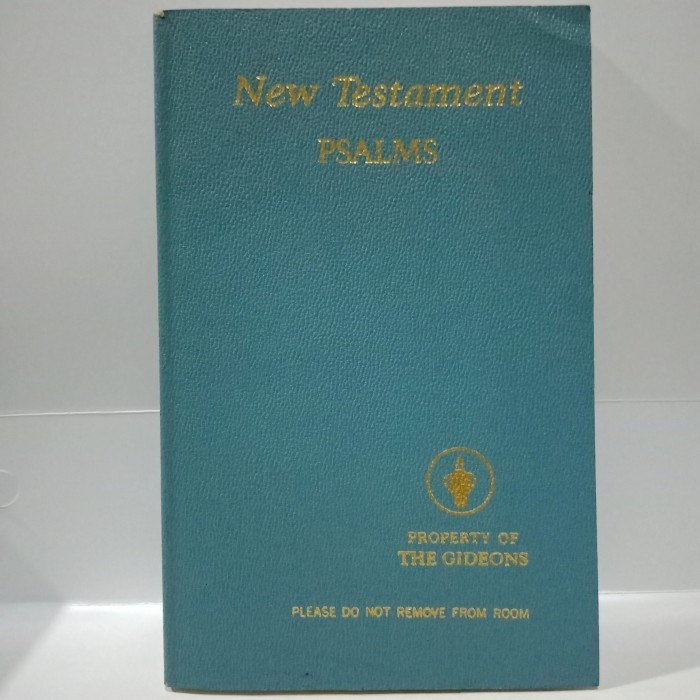 New Testament
PSALMS
PROPERTY OF
THE GIDEONS
PLEASE DO NOT REMOVE FROM ROOM